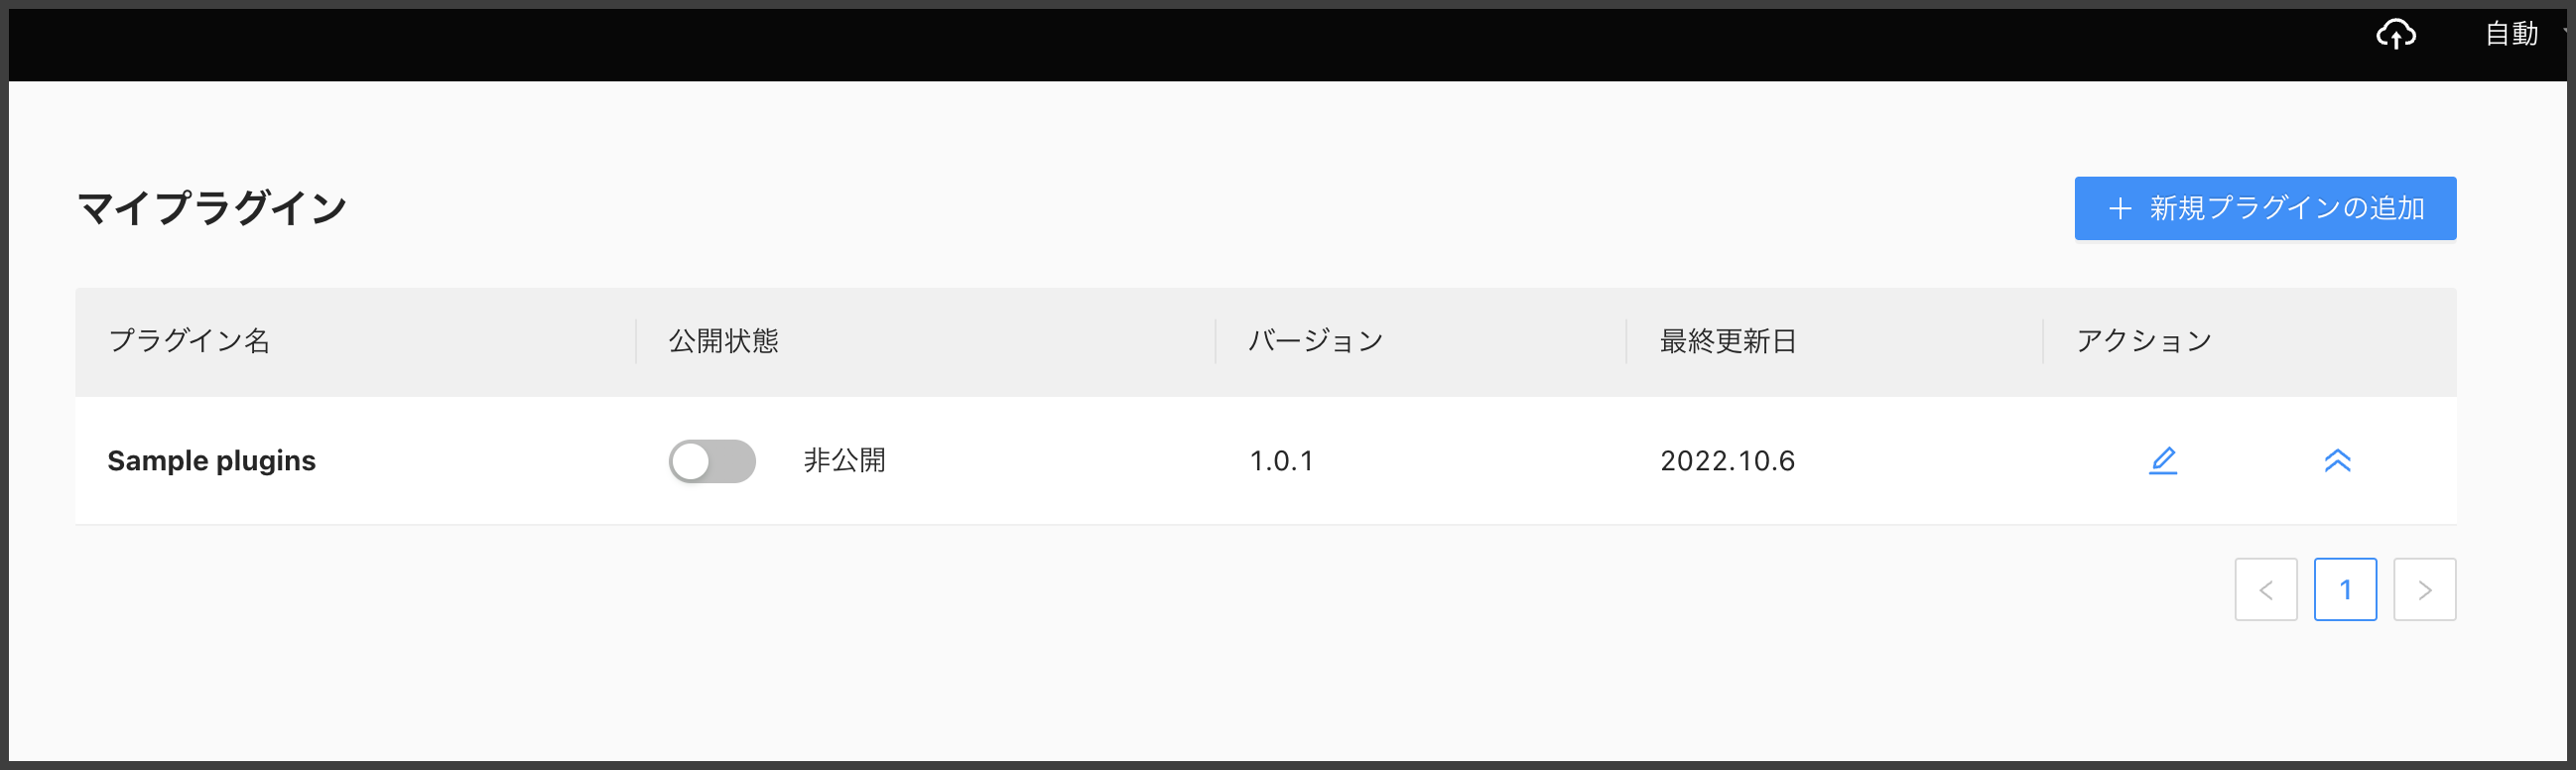 自動
マイプラグイン
新規プラグインの追加
プラグイン名 公開状態 バージョン 最終更新日 アクション
Sample plugins 非公開 1.0.1 2022.10.6
1